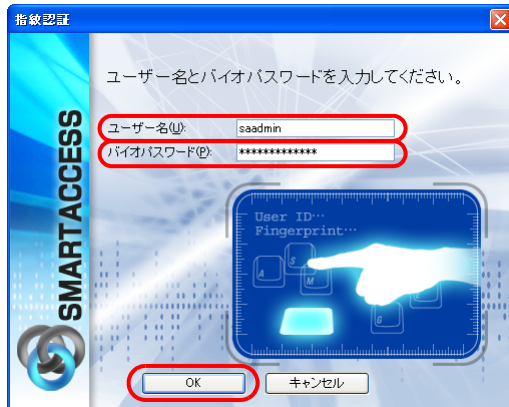 指紋認証
ユーザー名とバイオパスワードを入力してください。
ユーザー名(U): saadmin
バイオパスワード(P): *************
SMARTACCESS
User ID…
Fingerprint…
A
S
M
G
OK
キャンセル